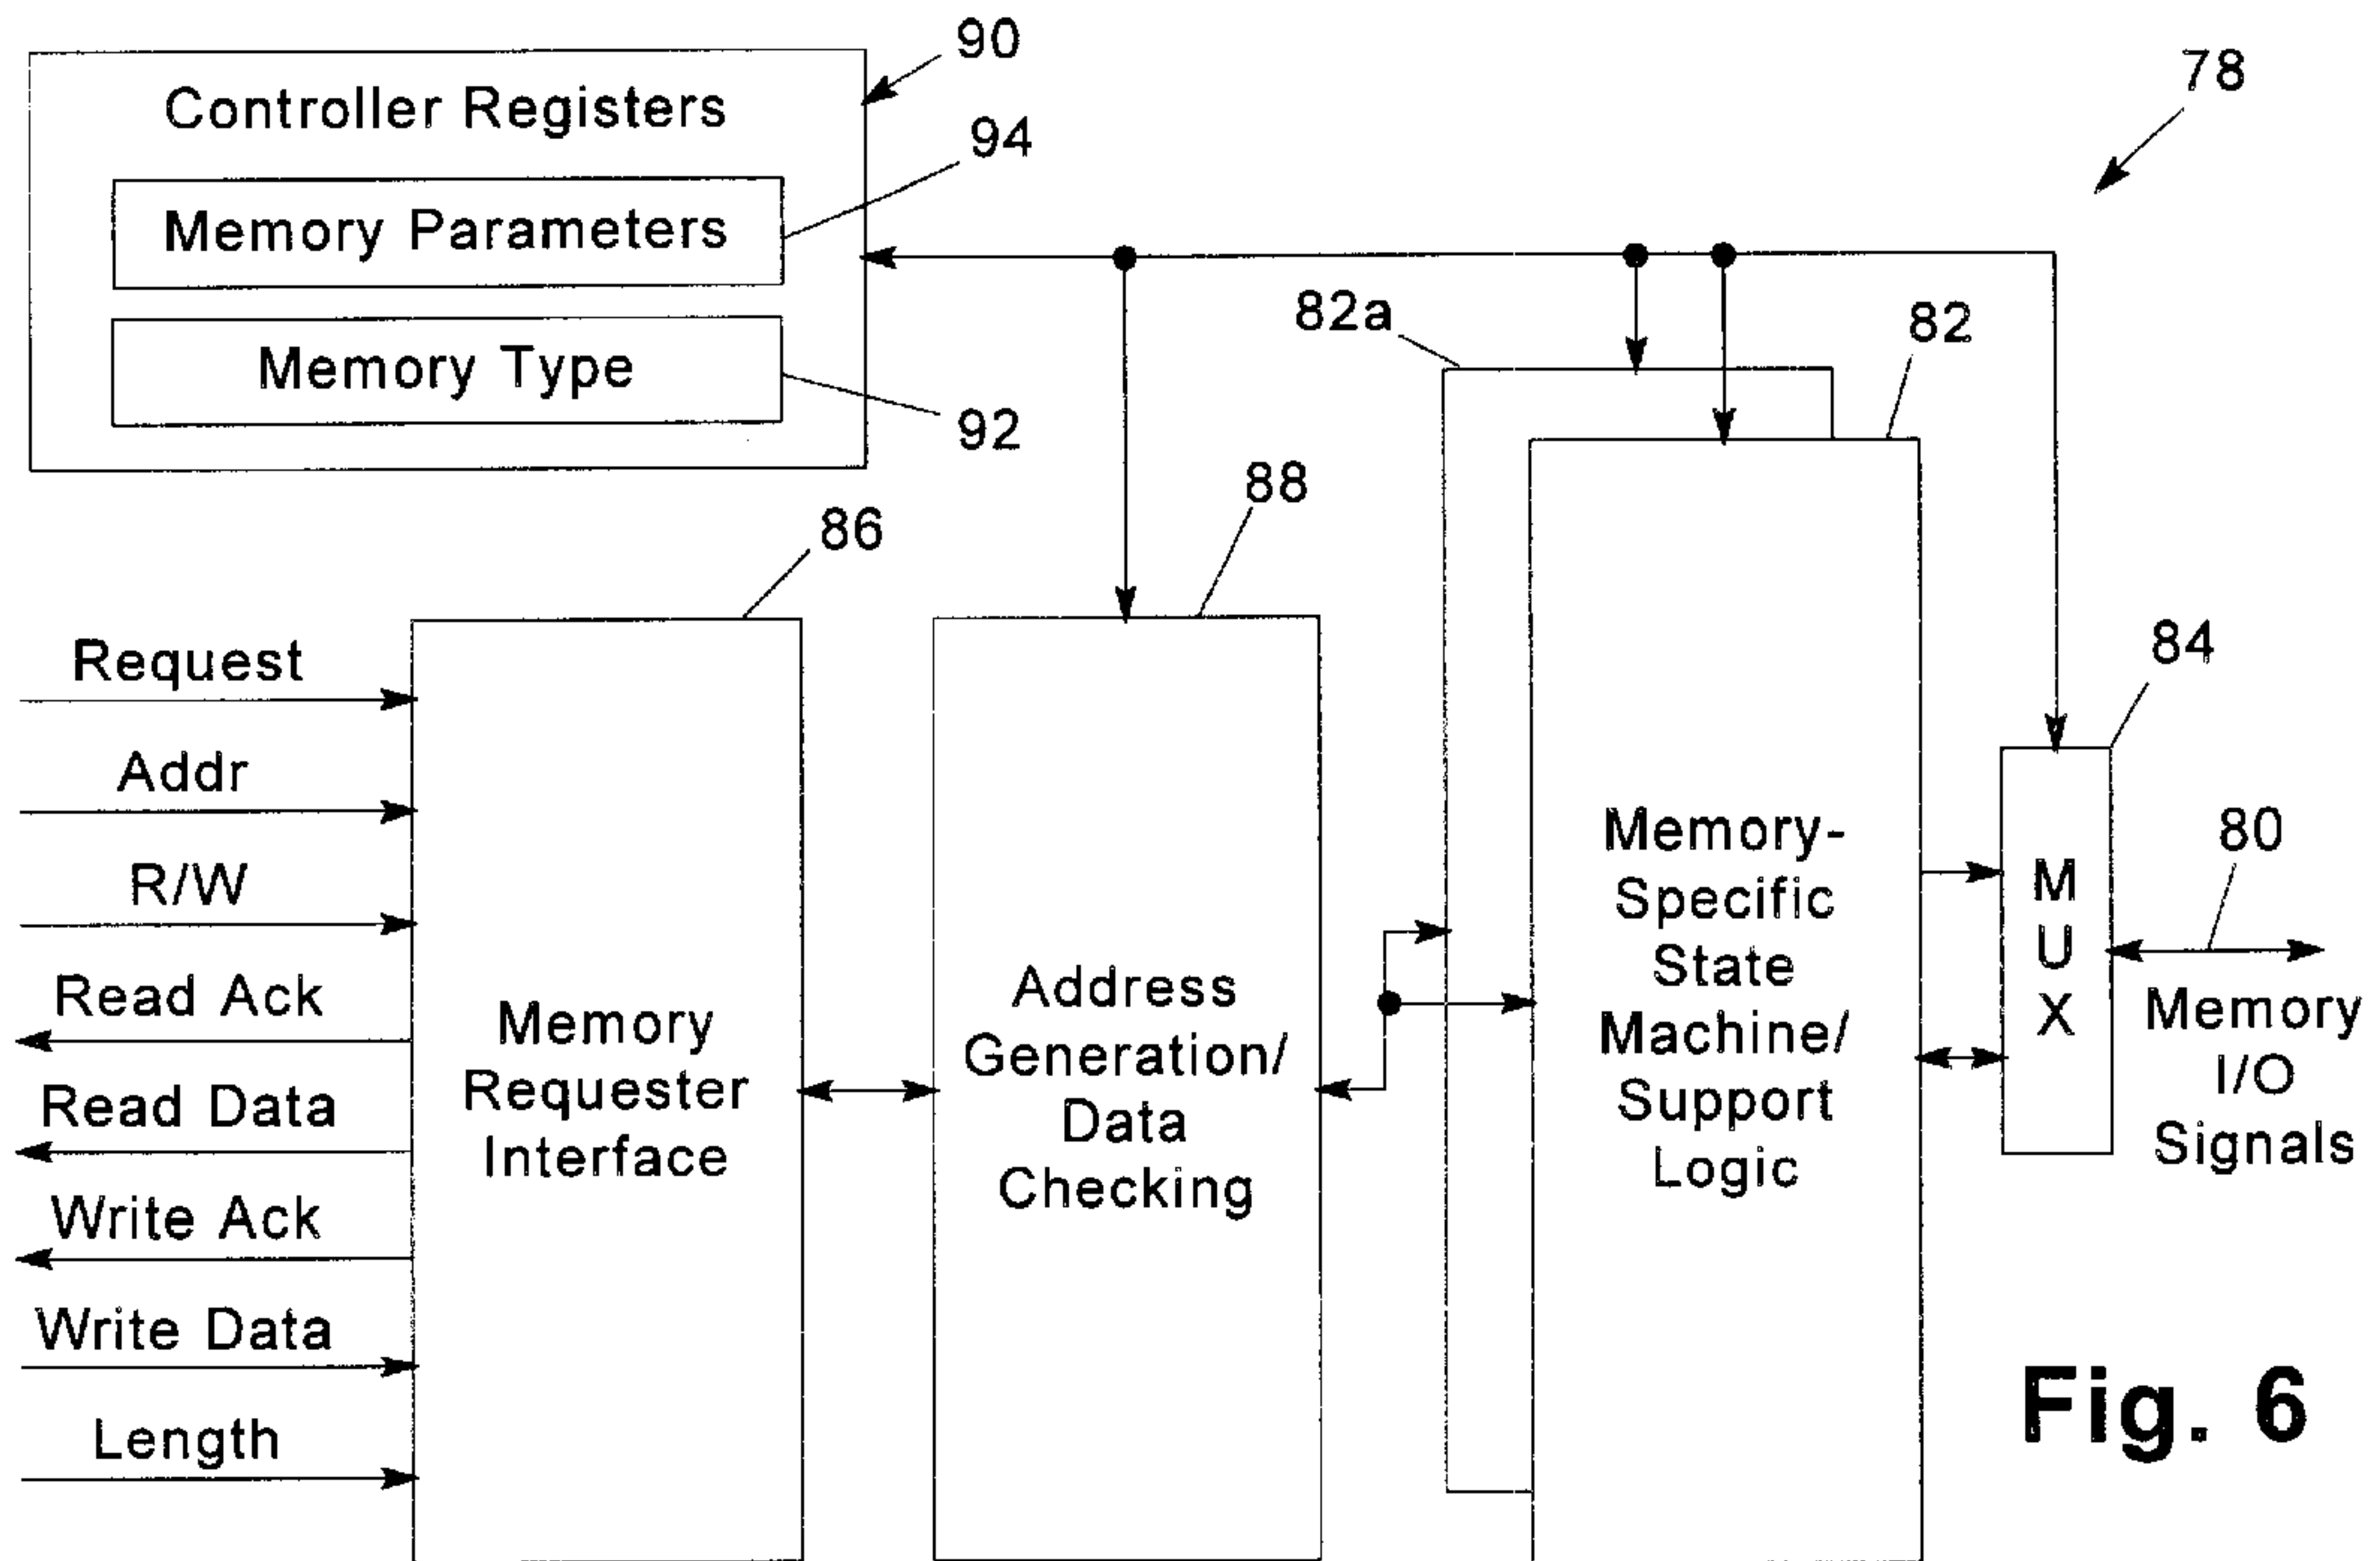 90
Controller Registers
78
94
Memory Parameters
82a
82
Memory Type
92
88
86
Request
84
Addr
80
R/W
Read Ack
Read Data
Write Ack
Write Data
Length
Memory
Requester
Interface
Address
Generation/
Data
Checking
Memory-
Specific
State
Machine/
Support
Logic
M
U
X
Memory
I/O
Signals
Fig. 6